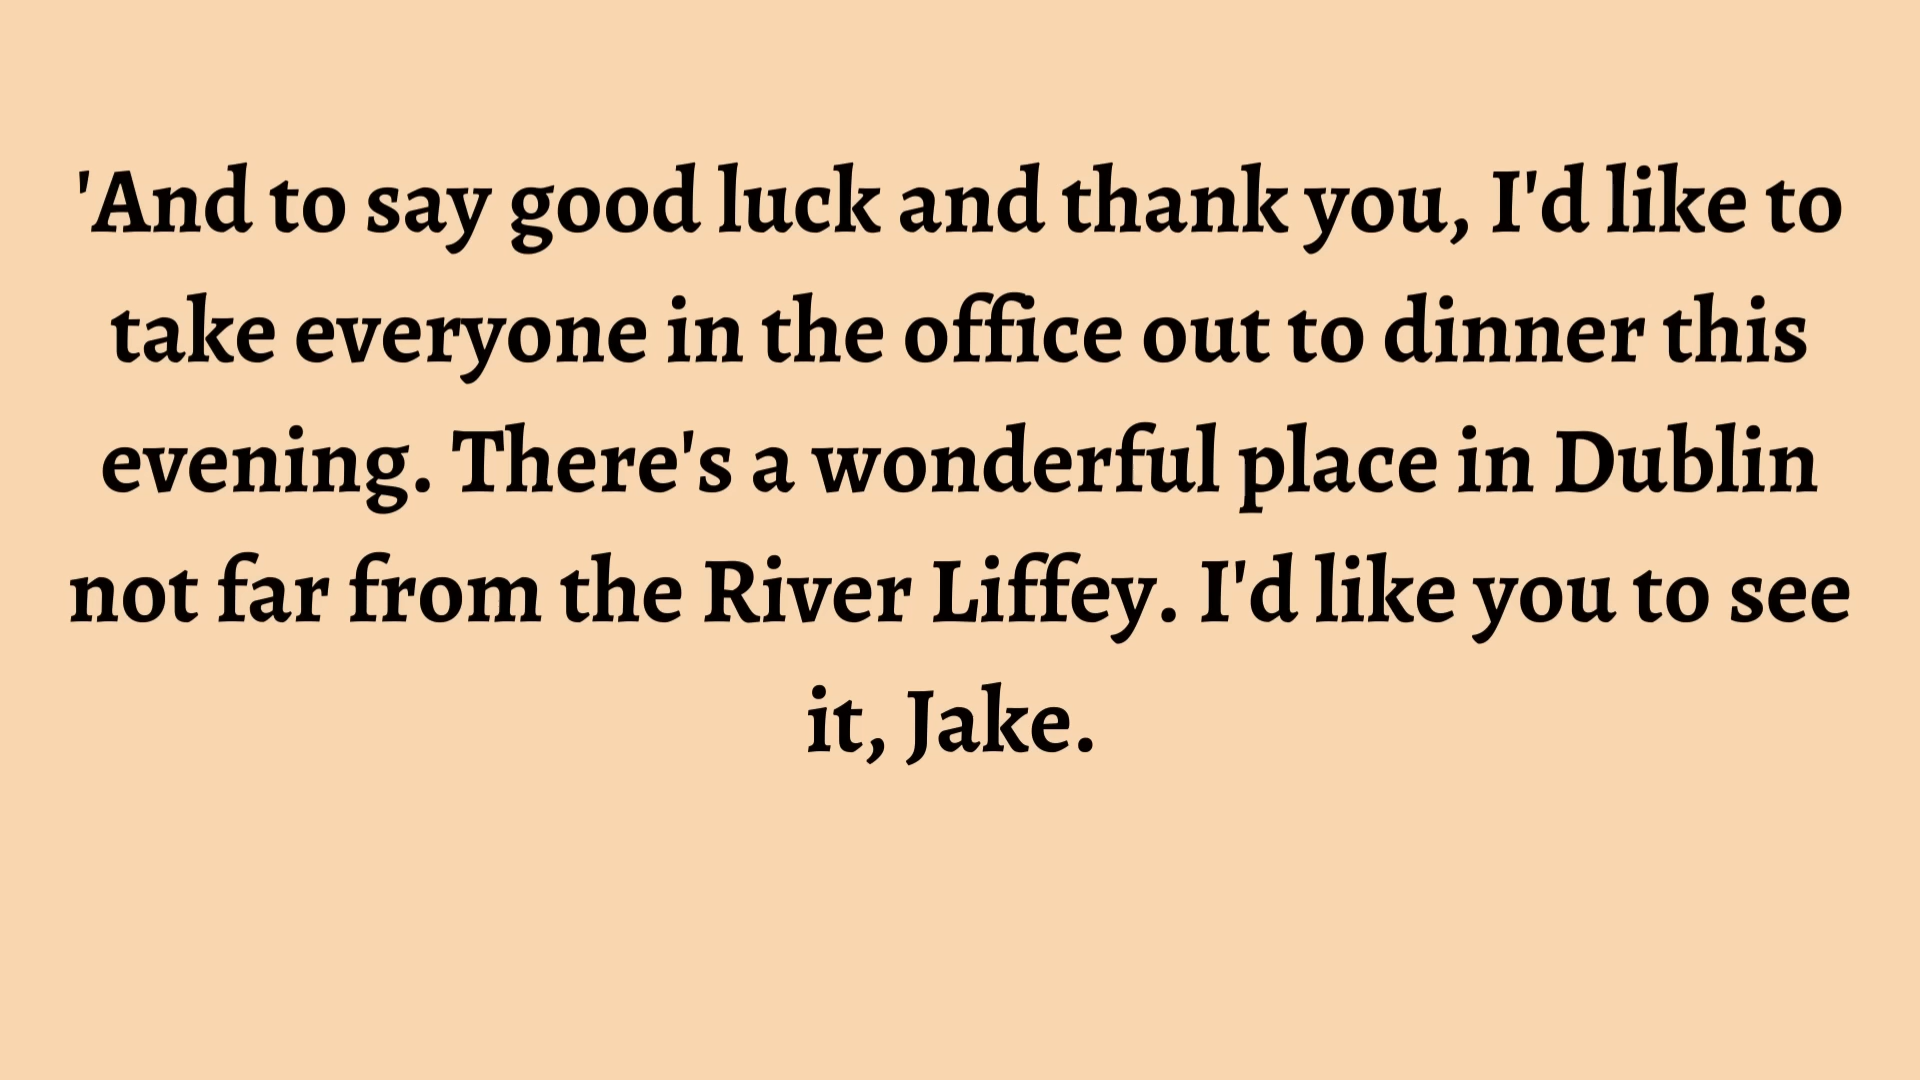 'And to say good luck and thank you, I'd like to
take everyone in the office out to dinner this
evening. There's a wonderful place in Dublin
not far from the River Liffey. I'd like you to see
it, Jake.